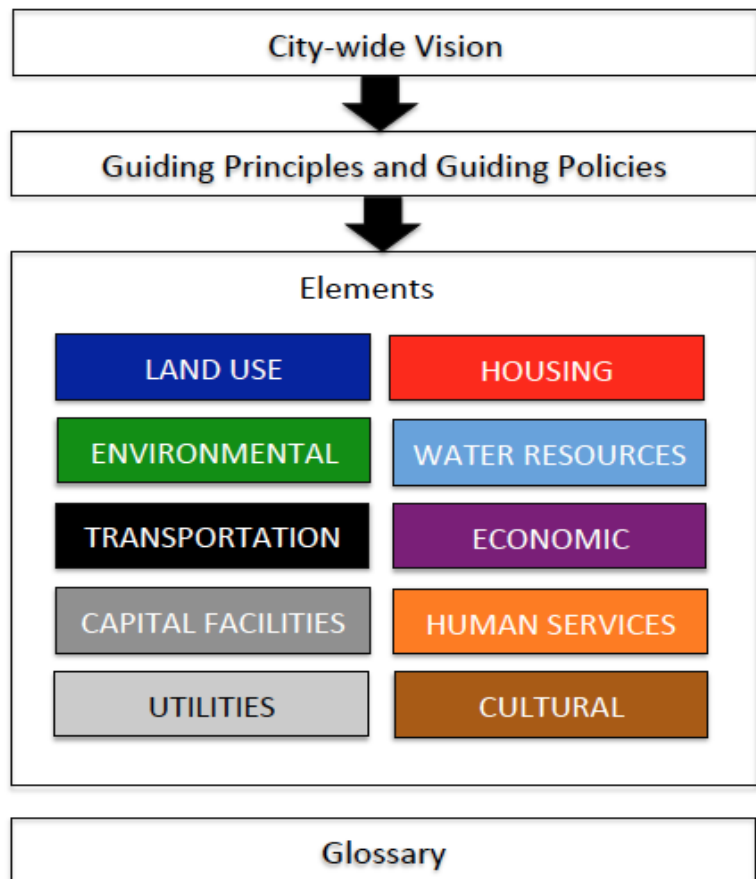 City-wide Vision
Guiding Principles and Guiding Policies
Elements
LAND USE
HOUSING
ENVIRONMENTAL
WATER RESOURCES
TRANSPORTATION
ECONOMIC
CAPITAL FACILITIES
HUMAN SERVICES
UTILITIES
CULTURAL
Glossary